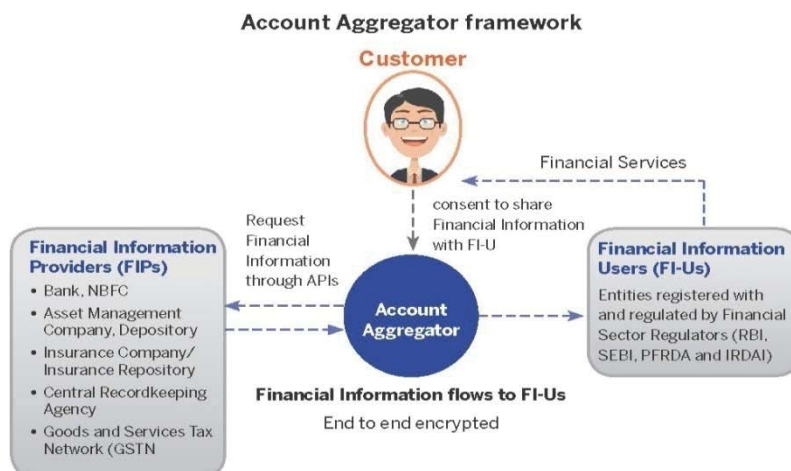 Account Aggregator framework
Customer
Financial Services
consent to share
Financial Information
with FI-U
Request
Financial
Information
through APIs
Financial Information
Providers (FIPs)
• Bank, NBFC
• Asset Management
Company, Depository
• Insurance Company/
Insurance Repository
• Central Recordkeeping
Agency
• Goods and Services Tax
Network (GSTN
Account
Aggregator
Financial Information
Users (FI-Us)
Entities registered with
and regulated by Financial
Sector Regulators (RBI,
SEBI, PFRDA and IRDAI)
Financial Information flows to FI-Us
End to end encrypted